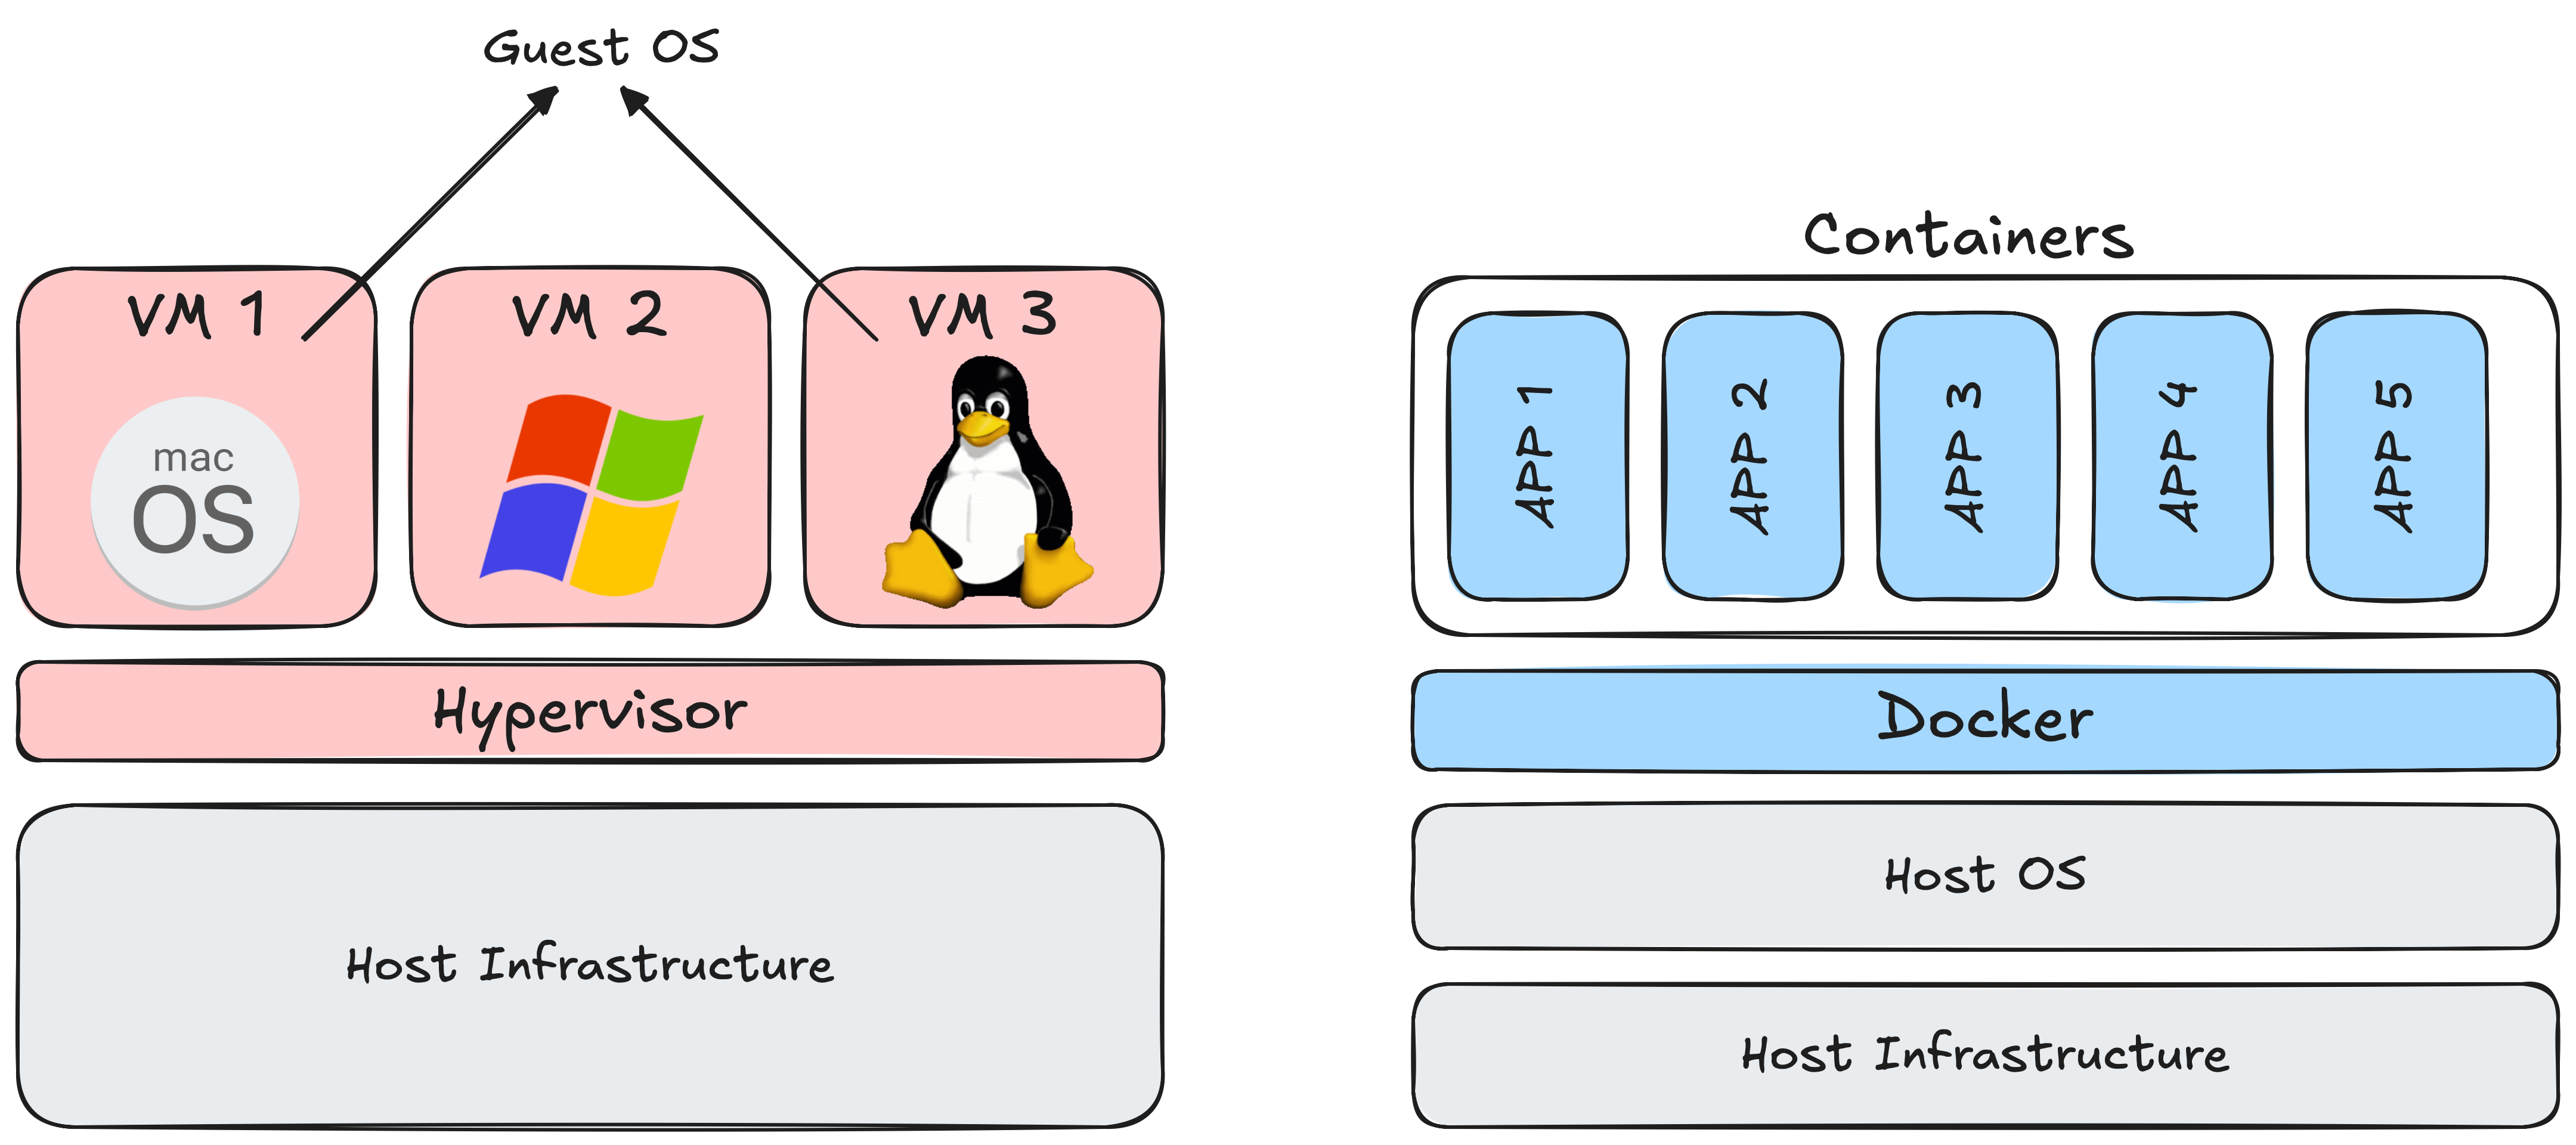 Guest OS
VM 1
VM 2
VM 3
mac
OS
Hypervisor
Host Infrastructure
Containers
APP 1
APP 2
APP 3
APP 4
APP 5
Docker
Host OS
Host Infrastructure